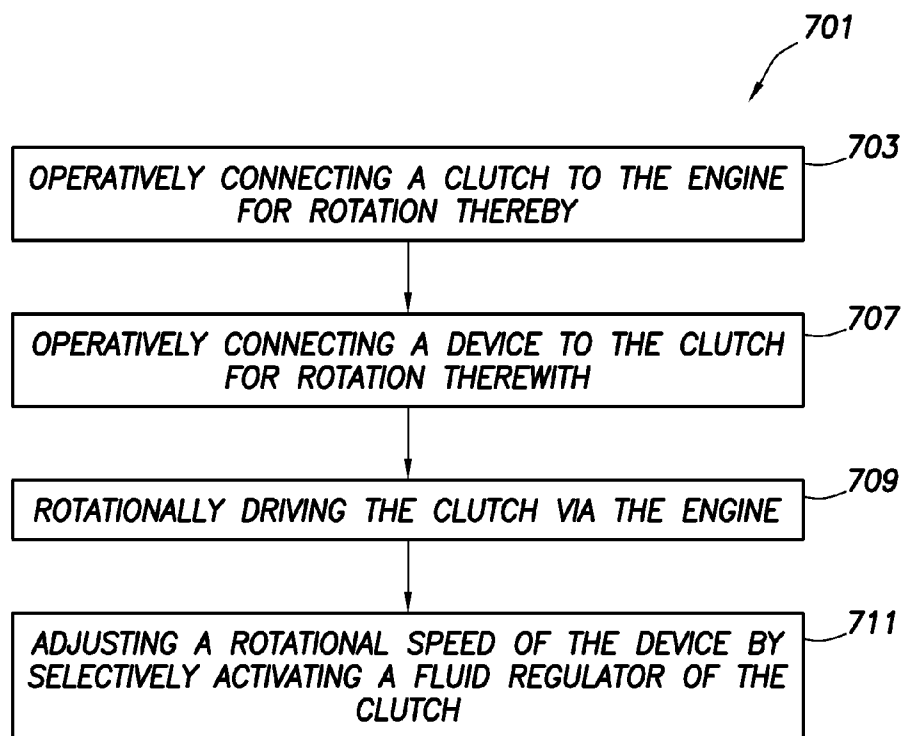 701
703
OPERATIVELY CONNECTING A CLUTCH TO THE ENGINE
FOR ROTATION THEREBY
707
OPERATIVELY CONNECTING A DEVICE TO THE CLUTCH
FOR ROTATION THEREWITH
709
ROTATIONALLY DRIVING THE CLUTCH VIA THE ENGINE
711
ADJUSTING A ROTATIONAL SPEED OF THE DEVICE BY
SELECTIVELY ACTIVATING A FLUID REGULATOR OF THE
CLUTCH